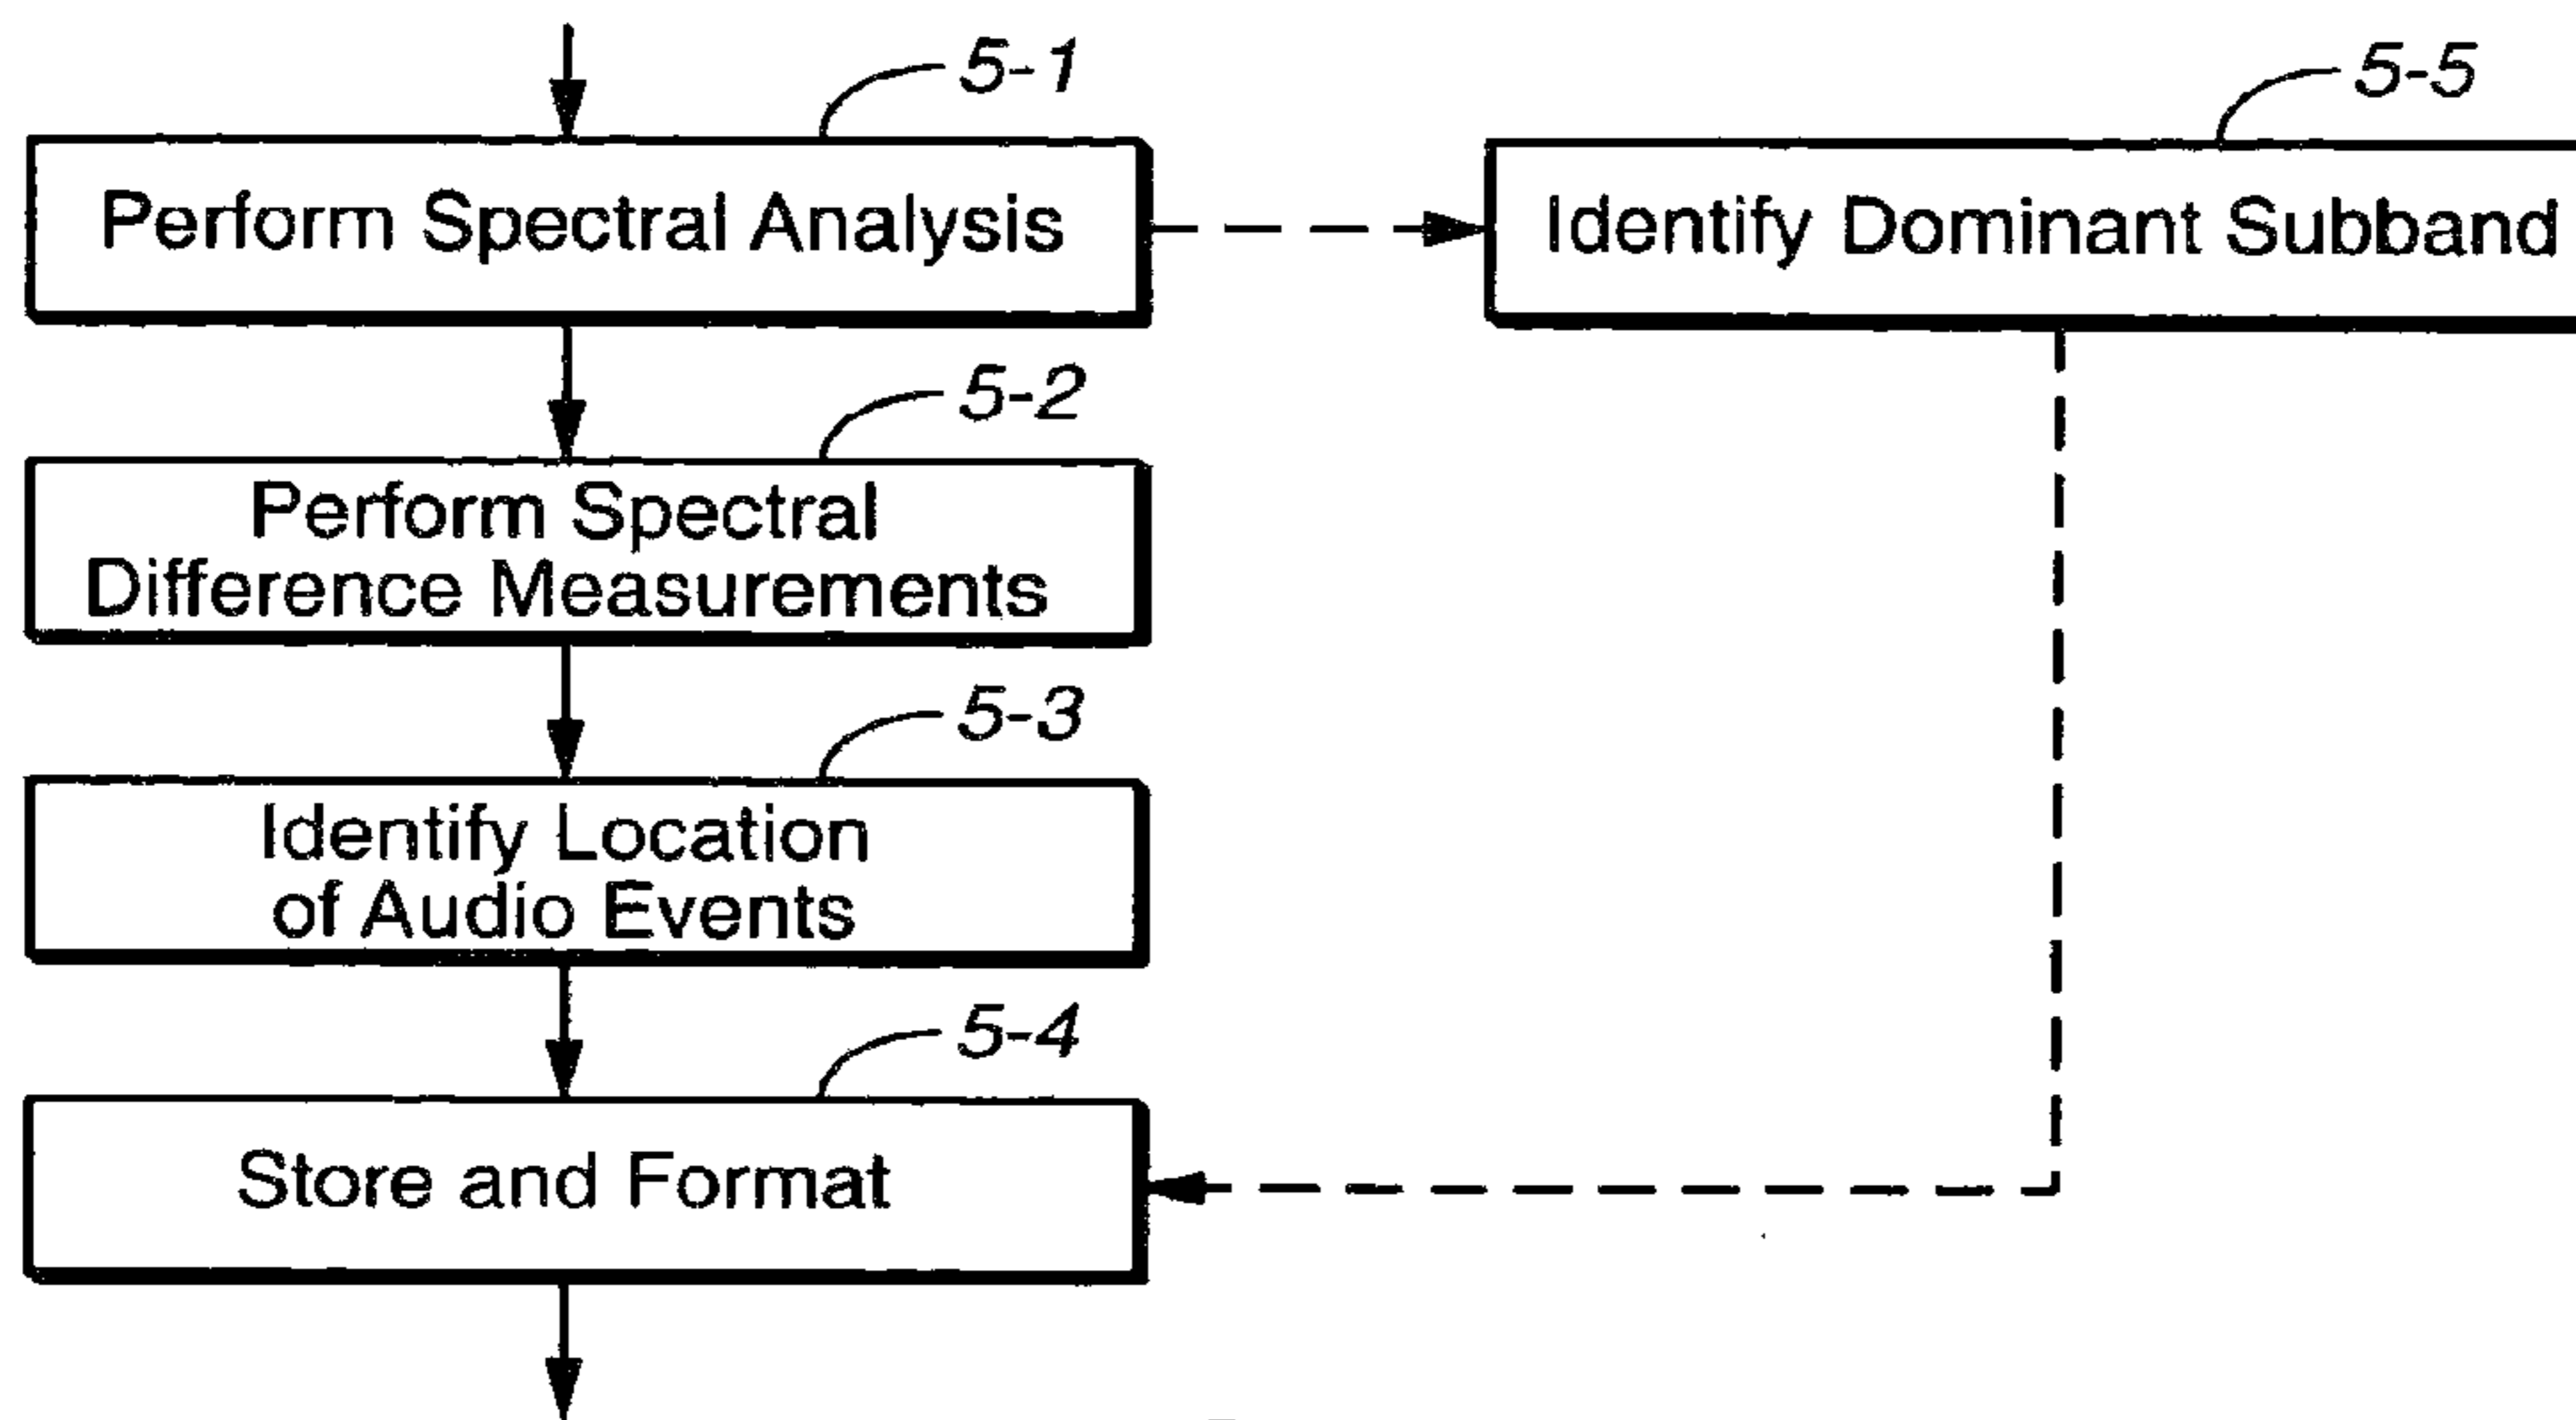 5-1
Perform Spectral Analysis
5-5
Identify Dominant Subband
5-2
Perform Spectral
Difference Measurements
5-3
Identify Location
of Audio Events
5-4
Store and Format